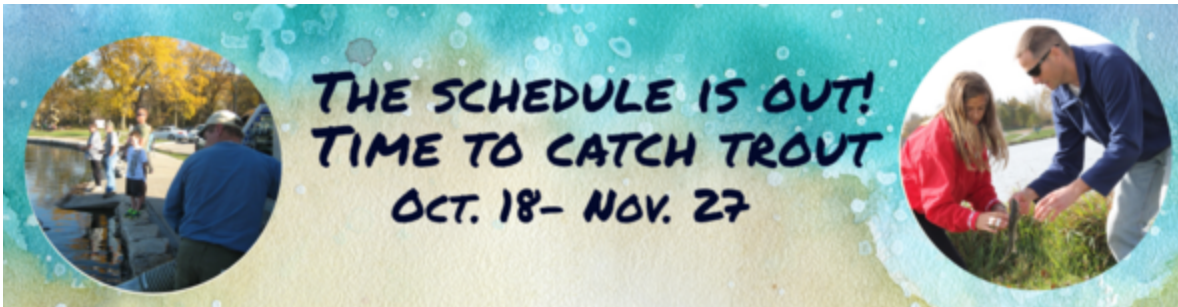 THE SCHEDULE IS OUT!
TIME TO CATCH TROUT
OCT. 18- NOV. 27